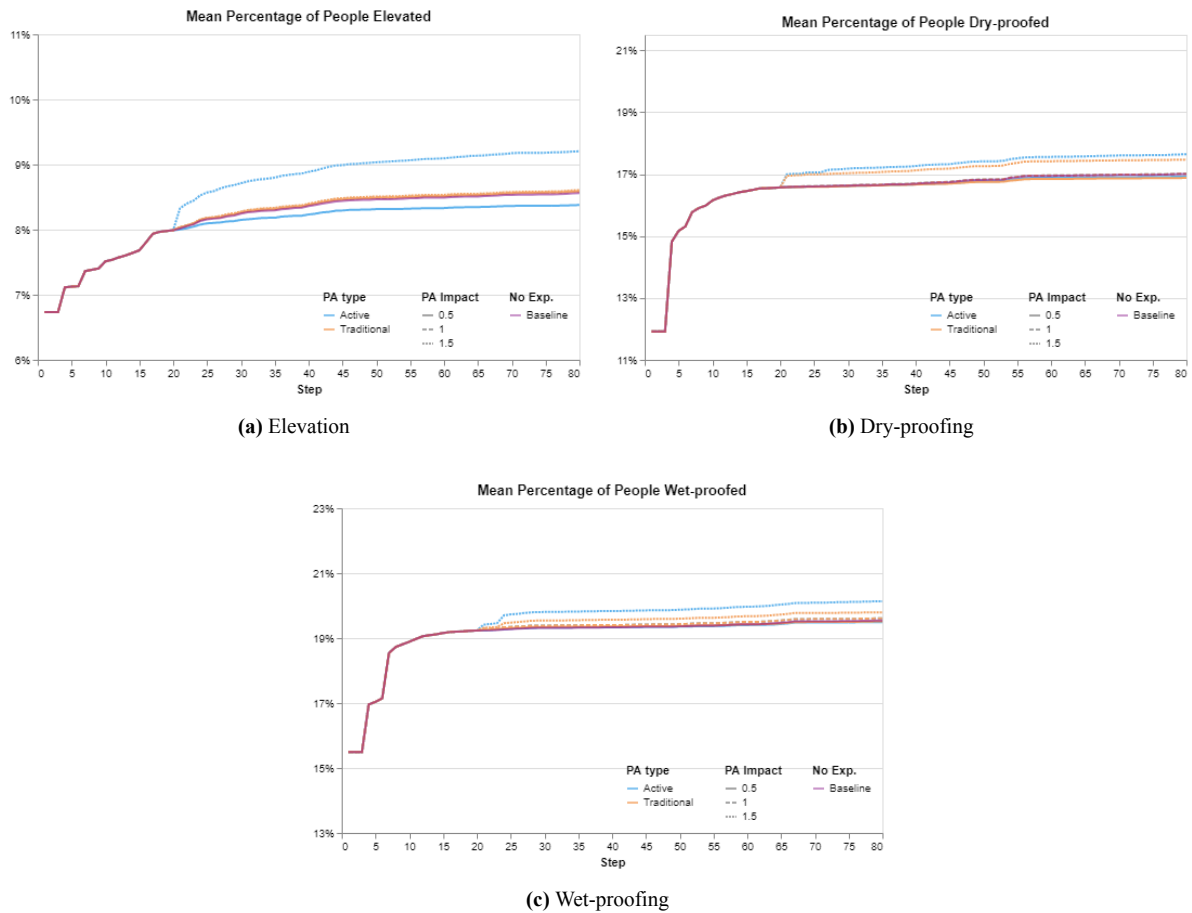 Mean Percentage of People Elevated
11%
10%
9%
8%
7%
6%
PA type PA Impact No Exp.
Active 0.5 Baseline
Traditional 1
1.5
0 5 10 15 20 25 30 35 40 45 50 55 60 65 70 75 80
Step
(a) Elevation
Mean Percentage of People Dry-proofed
21%
19%
17%
15%
13%
11%
PA type PA Impact No Exp.
Active 0.5 Baseline
Traditional 1
1.5
0 5 10 15 20 25 30 35 40 45 50 55 60 65 70 75 80
Step
(b) Dry-proofing
Mean Percentage of People Wet-proofed
23%
21%
19%
17%
15%
13%
PA type PA Impact No Exp.
Active 0.5 Baseline
Traditional 1
1.5
0 5 10 15 20 25 30 35 40 45 50 55 60 65 70 75 80
Step
(c) Wet-proofing